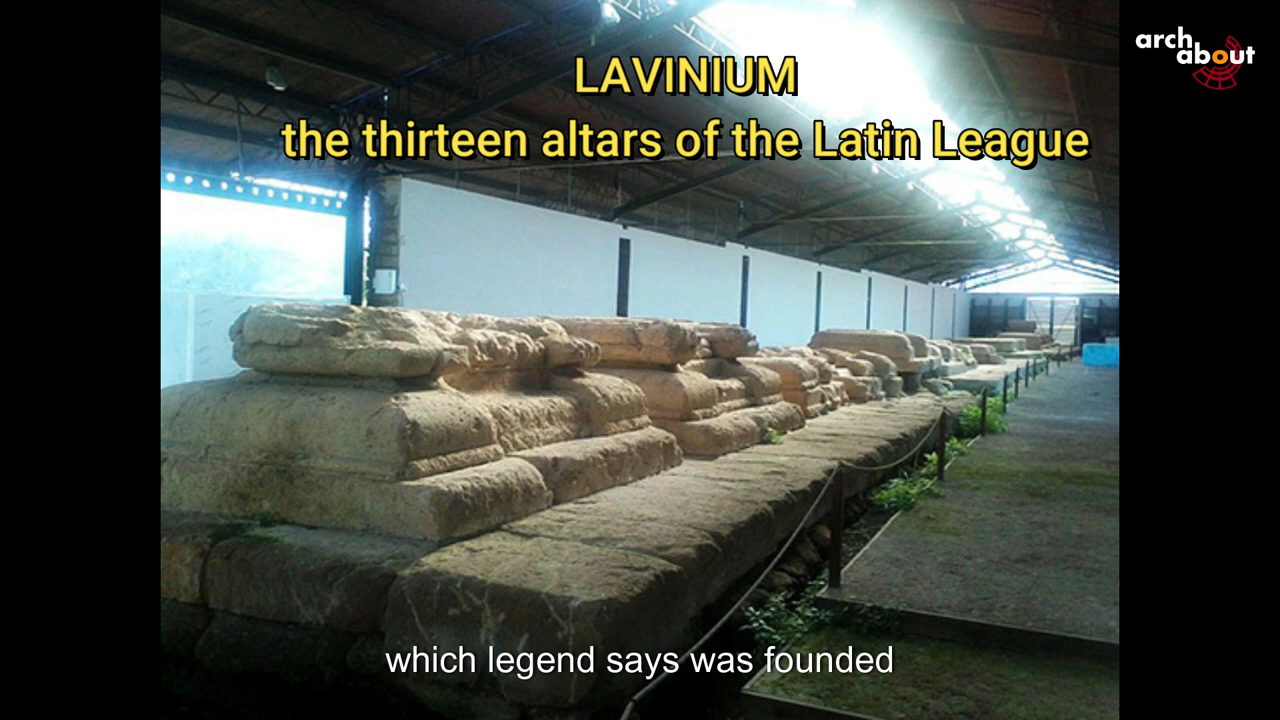 arch
about
LAVINIUM
the thirteen altars of the Latin League
which legend says was founded